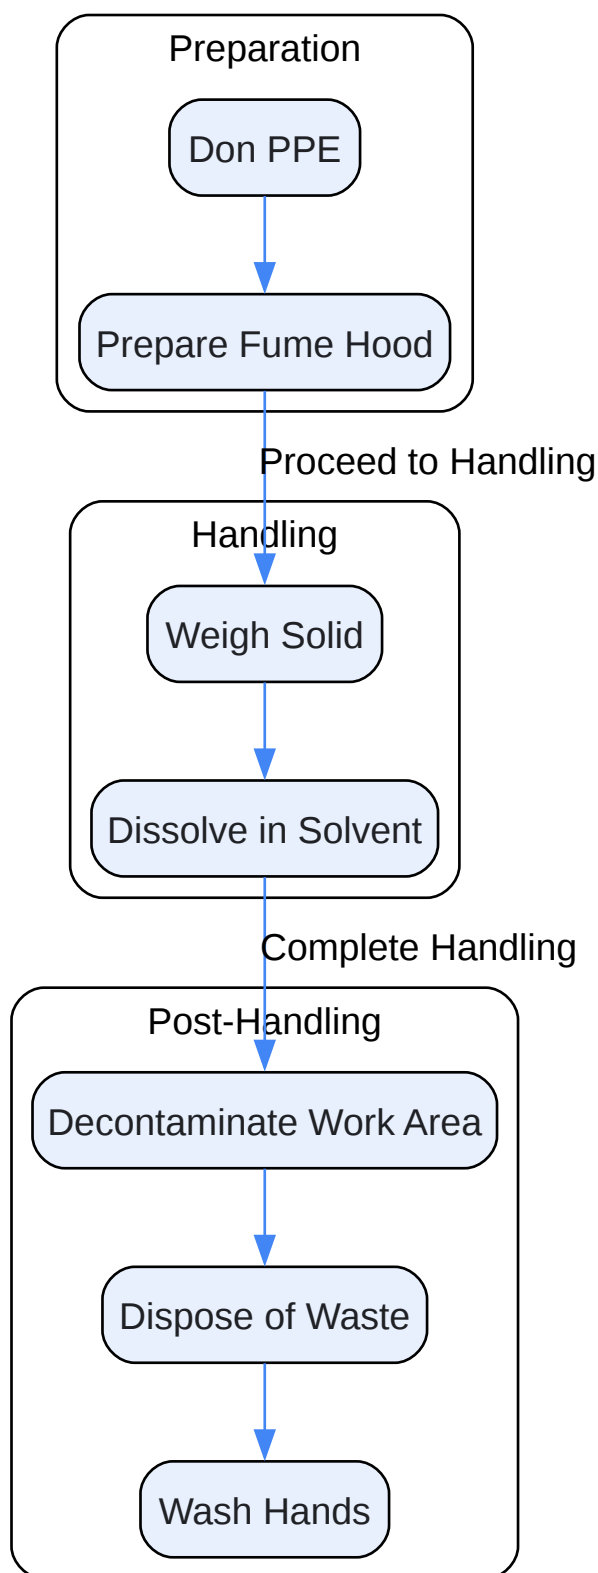 Preparation
Don PPE
Prepare Fume Hood
Proceed to Handling
Handling
Weigh Solid
Dissolve in Solvent
Complete Handling
Post-Handling
Decontaminate Work Area
Dispose of Waste
Wash Hands